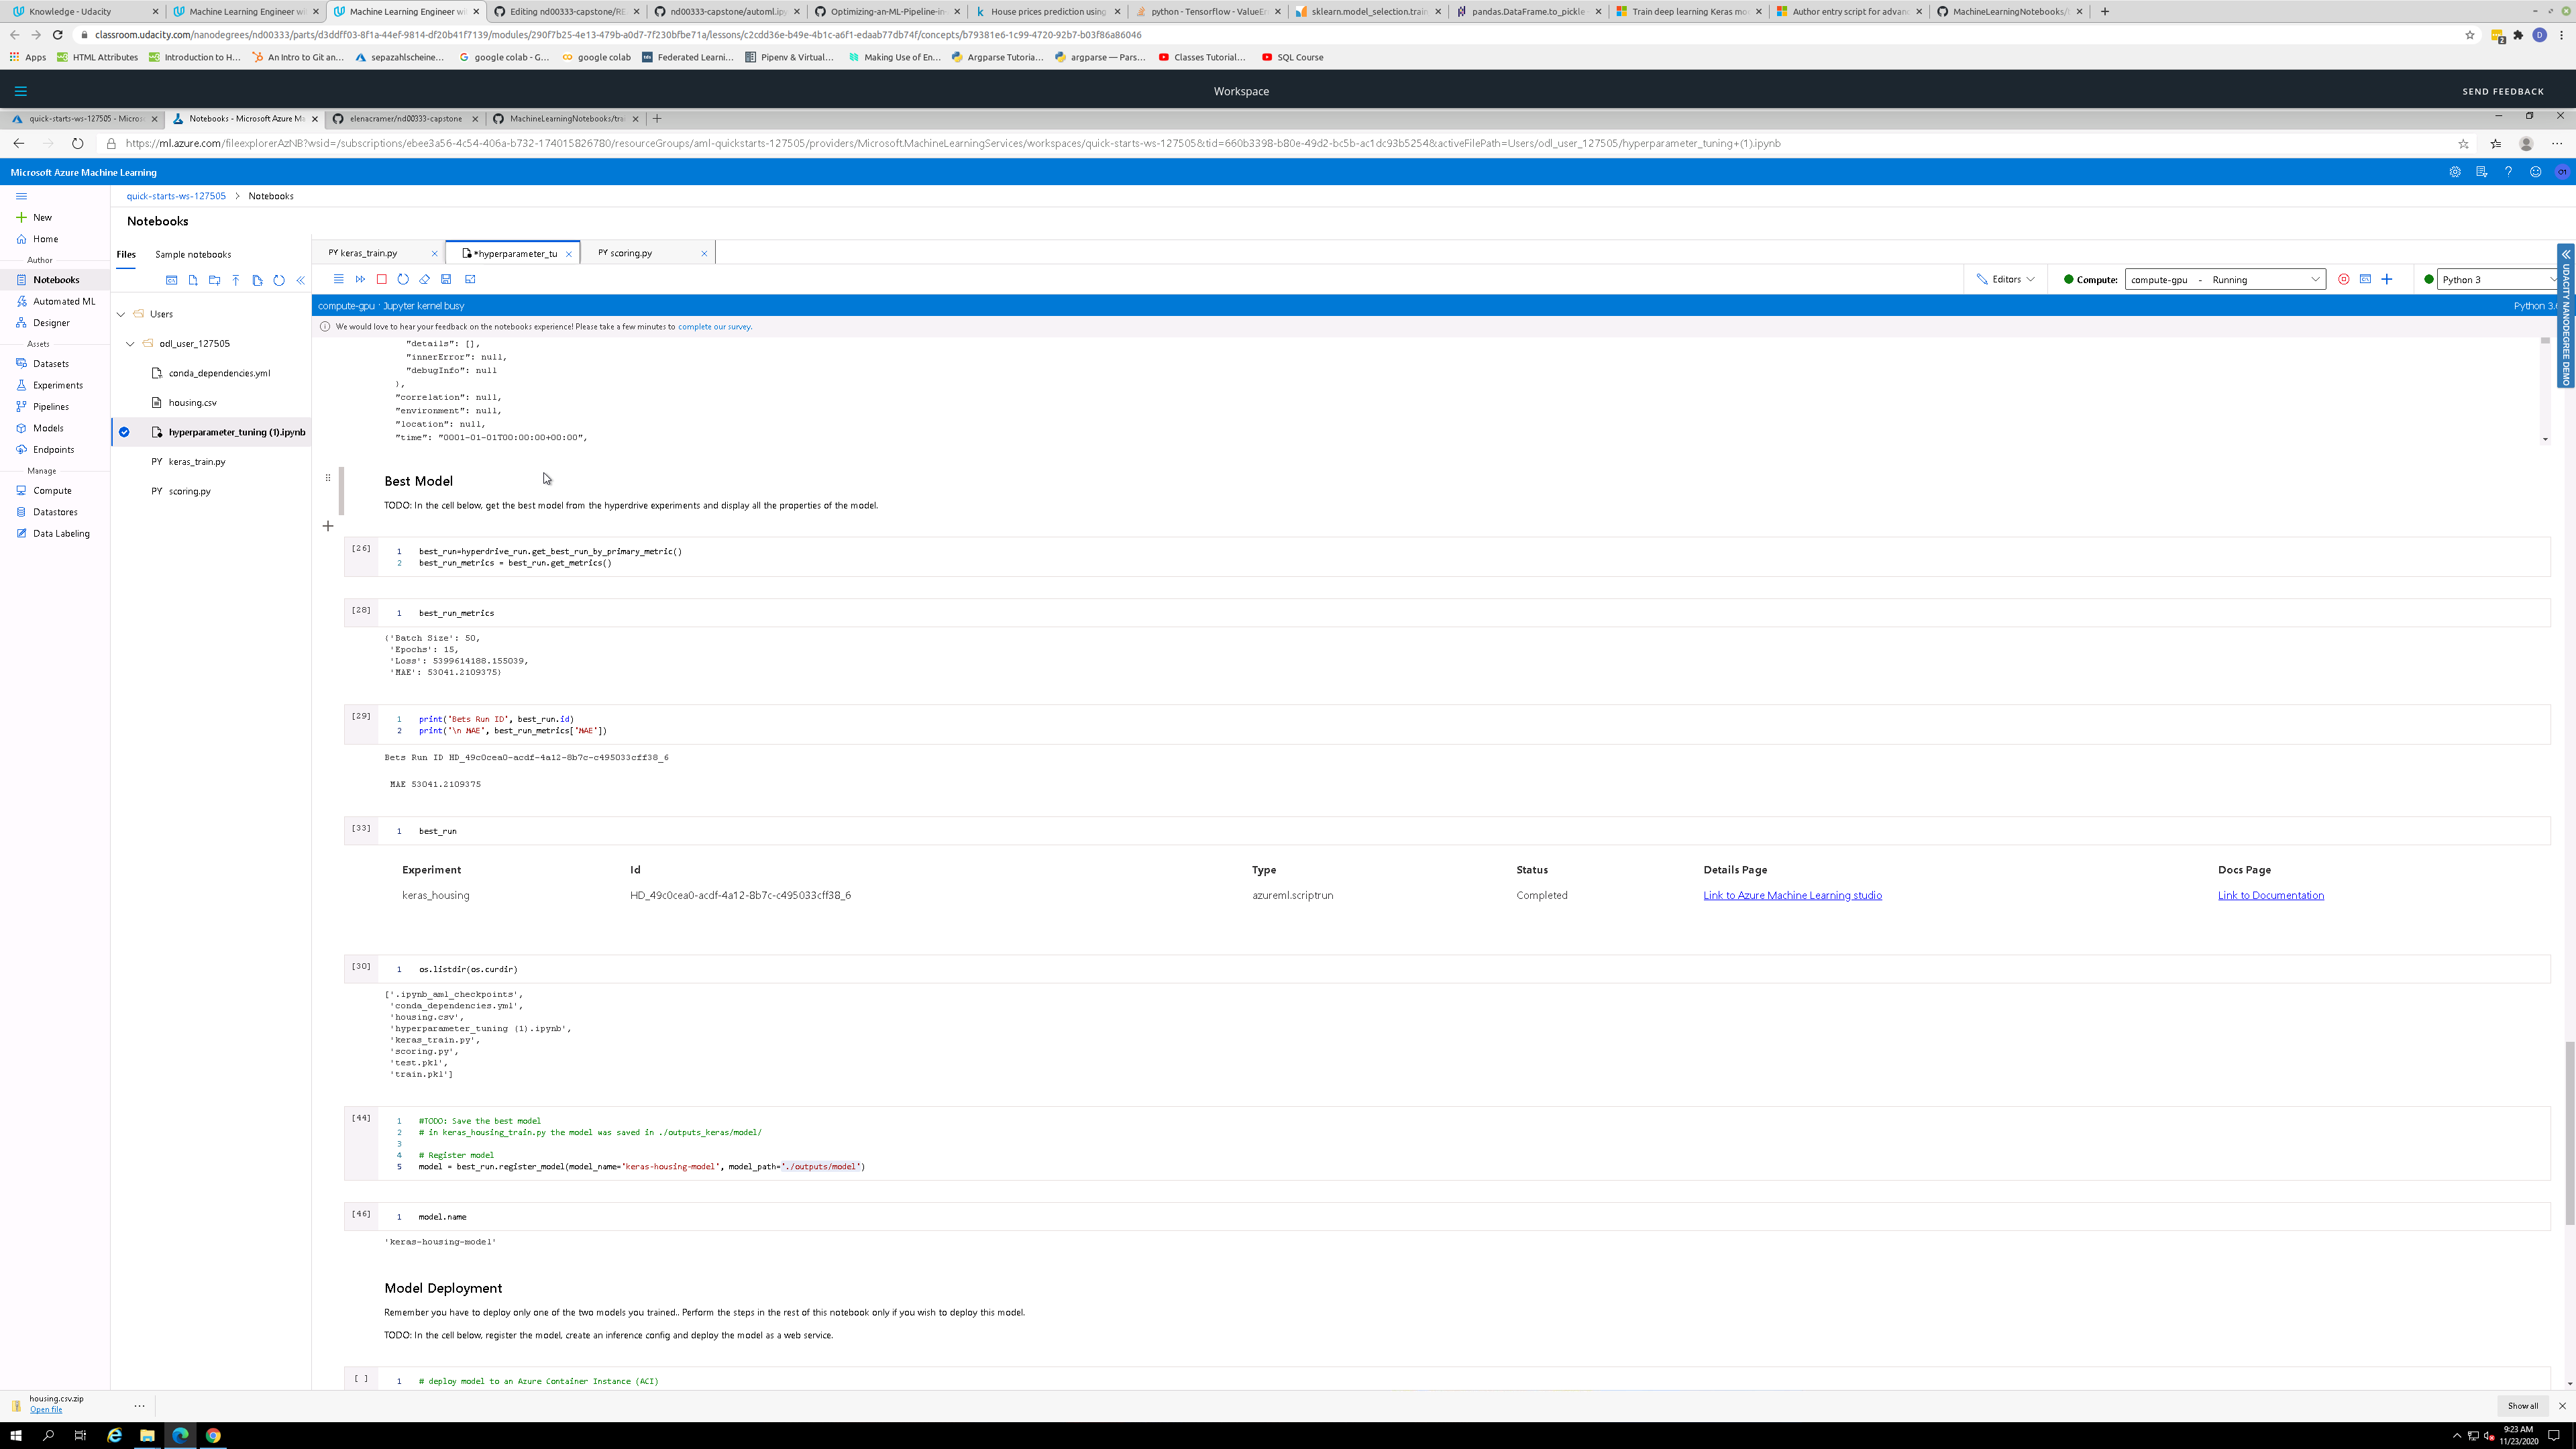 Knowledge - Udacity
Machine Learning Engineer wi
Machine Learning Engineer wi
Editing nd00333-capstone/RE
nd00333-capstone/automl.ipy
Optimizing-an-ML-Pipeline-in-
House prices prediction using
python - Tensorflow - ValueErr
sklearn.model_selection.train
pandas.DataFrame.to_pickle
Train deep learning Keras mo
Author entry script for advanc
MachineLearningNotebooks/t
classroom.udacity.com/nanodegrees/nd00333/parts/d3ddff03-8f1a-44ef-9814-df20b41f7139/modules/290f7b25-4e13-479b-a0d7-7f230bfbe71a/lessons/c2cdd36e-b49e-4b1c-a6f1-edaab77db74f/concepts/b79381e6-1c99-4720-92b7-b03f86a86046
Apps
HTML Attributes
Introduction to H...
An Intro to Git an...
sepazahlscheine...
google colab - G...
google colab
Federated Learni...
Pipenv & Virtual...
Making Use of En...
Argparse Tutoria...
argparse — Pars...
Classes Tutorial...
SQL Course
Workspace
SEND FEEDBACK
quick-starts-ws-127505 - Micros
Notebooks - Microsoft Azure Ma
elenacramer/nd00333-capstone
MachineLearningNotebooks/trai
https://ml.azure.com/fileexplorerAzNB?wsid=/subscriptions/ebee3a56-4c54-406a-b732-174015826780/resourceGroups/aml-quickstarts-127505/providers/Microsoft.MachineLearningServices/workspaces/quick-starts-ws-127505&tid=660b3398-b80e-49d2-bc5b-ac1dc93b5254&activeFilePath=Users/odl_user_127505/hyperparameter_tuning+(1).ipynb
Microsoft Azure Machine Learning
quick-starts-ws-127505 > Notebooks
Notebooks
New
Home
Author
Notebooks
Automated ML
Designer
Assets
Datasets
Experiments
Pipelines
Models
Endpoints
Manage
Compute
Datastores
Data Labeling
Files
Sample notebooks
Users
odl_user_127505
conda_dependencies.yml
housing.csv
hyperparameter_tuning (1).ipynb
PY keras_train.py
PY scoring.py
PY keras_train.py
*hyperparameter_tu
PY scoring.py
Editors
Compute:
compute-gpu - Running
Python 3
compute-gpu · Jupyter kernel busy
Python 3.
UDACITY NANODEGREE DEMO
We would love to hear your feedback on the notebooks experience! Please take a few minutes to complete our survey.
"details": [],
"innerError": null,
"debugInfo": null
},
"correlation": null,
"environment": null,
"location": null,
"time": "0001-01-01T00:00:00+00:00",
Best Model
TODO: In the cell below, get the best model from the hyperdrive experiments and display all the properties of the model.
[26]
1 best_run=hyperdrive_run.get_best_run_by_primary_metric()
2 best_run_metrics = best_run.get_metrics()
[28]
1 best_run_metrics
{'Batch Size': 50,
'Epochs': 15,
'Loss': 5399614188.155039,
'MAE': 53041.2109375}
[29]
1 print('Bets Run ID', best_run.id)
2 print('\n MAE', best_run_metrics['MAE'])
Bets Run ID HD_49c0cea0-acdf-4a12-8b7c-c495033cff38_6
MAE 53041.2109375
[33]
1 best_run
Experiment Id Type Status Details Page Docs Page
keras_housing HD_49c0cea0-acdf-4a12-8b7c-c495033cff38_6 azureml.scriptrun Completed Link to Azure Machine Learning studio Link to Documentation
[30]
1 os.listdir(os.curdir)
['.ipynb_aml_checkpoints',
'conda_dependencies.yml',
'housing.csv',
'hyperparameter_tuning (1).ipynb',
'keras_train.py',
'scoring.py',
'test.pkl',
'train.pkl']
[44]
1 #TODO: Save the best model
2 # in keras_housing_train.py the model was saved in ./outputs_keras/model/
3
4 # Register model
5 model = best_run.register_model(model_name='keras-housing-model', model_path='./outputs/model')
[46]
1 model.name
'keras-housing-model'
Model Deployment
Remember you have to deploy only one of the two models you trained.. Perform the steps in the rest of this notebook only if you wish to deploy this model.
TODO: In the cell below, register the model, create an inference config and deploy the model as a web service.
[ ]
1 # deploy model to an Azure Container Instance (ACI)
housing.csv.zip
Open file
Show all
9:23 AM
11/23/2020